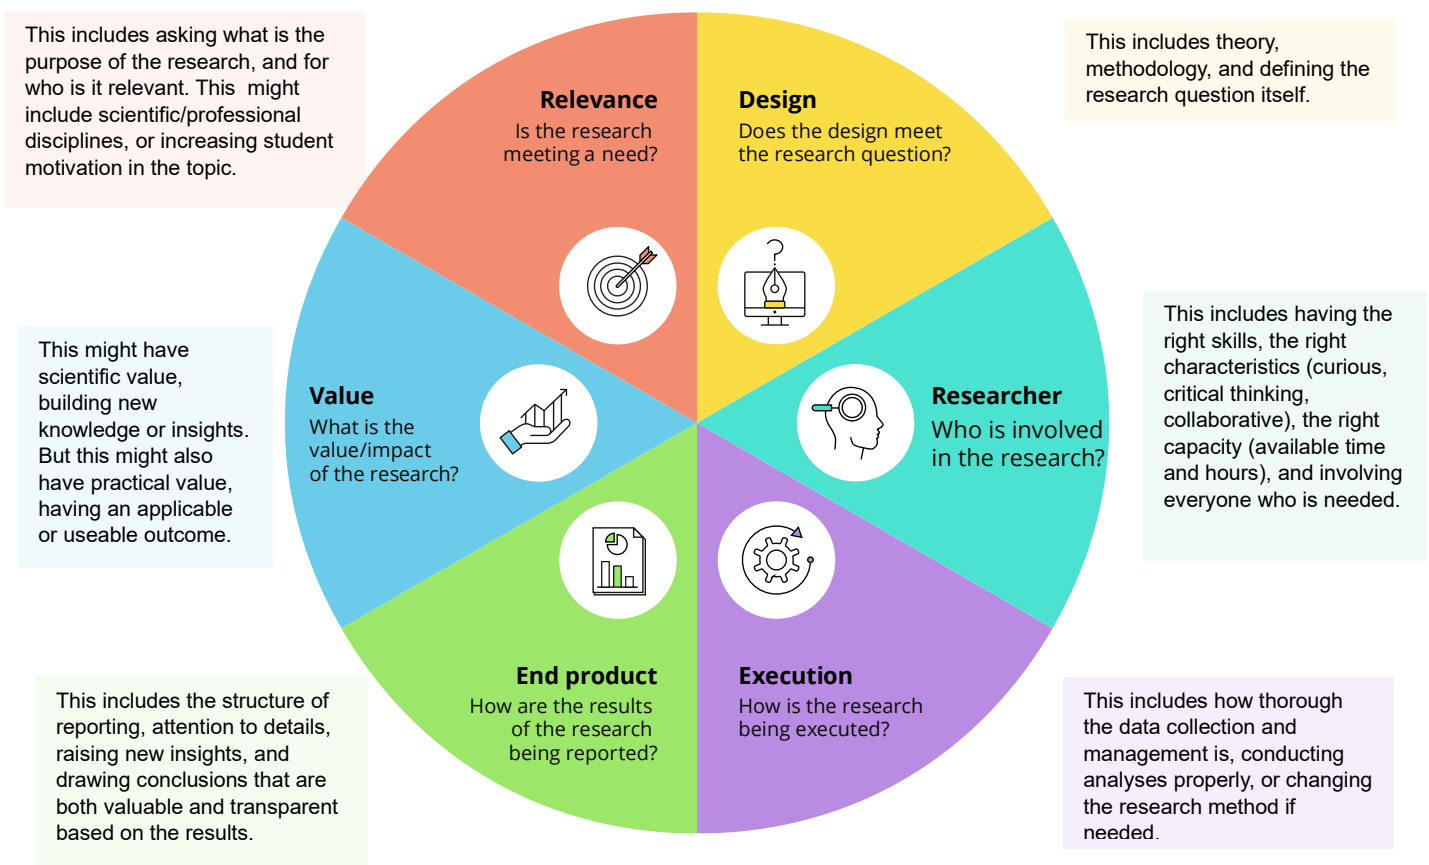 This includes asking what is the
purpose of the research, and for
who is it relevant. This  might
include scientific/professional
disciplines, or increasing student
motivation in the topic.
Relevance
Is the research
meeting a need?
Design
Does the design meet
the research question?
This includes theory,
methodology, and defining the
research question itself.
This might have
scientific value,
building new
knowledge or insights.
But this might also
have practical value,
having an applicable
or useable outcome.
Value
What is the
value/impact
of the research?
?
Researcher
Who is involved
in the research?
This includes having the
right skills, the right
characteristics (curious,
critical thinking,
collaborative), the right
capacity (available time
and hours), and involving
everyone who is needed.
This includes the structure of
reporting, attention to details,
raising new insights, and
drawing conclusions that are
both valuable and transparent
based on the results.
End product
How are the results
of the research
being reported?
Execution
How is the research
being executed?
This includes how thorough
the data collection and
management is, conducting
analyses properly, or changing
the research method if
needed.